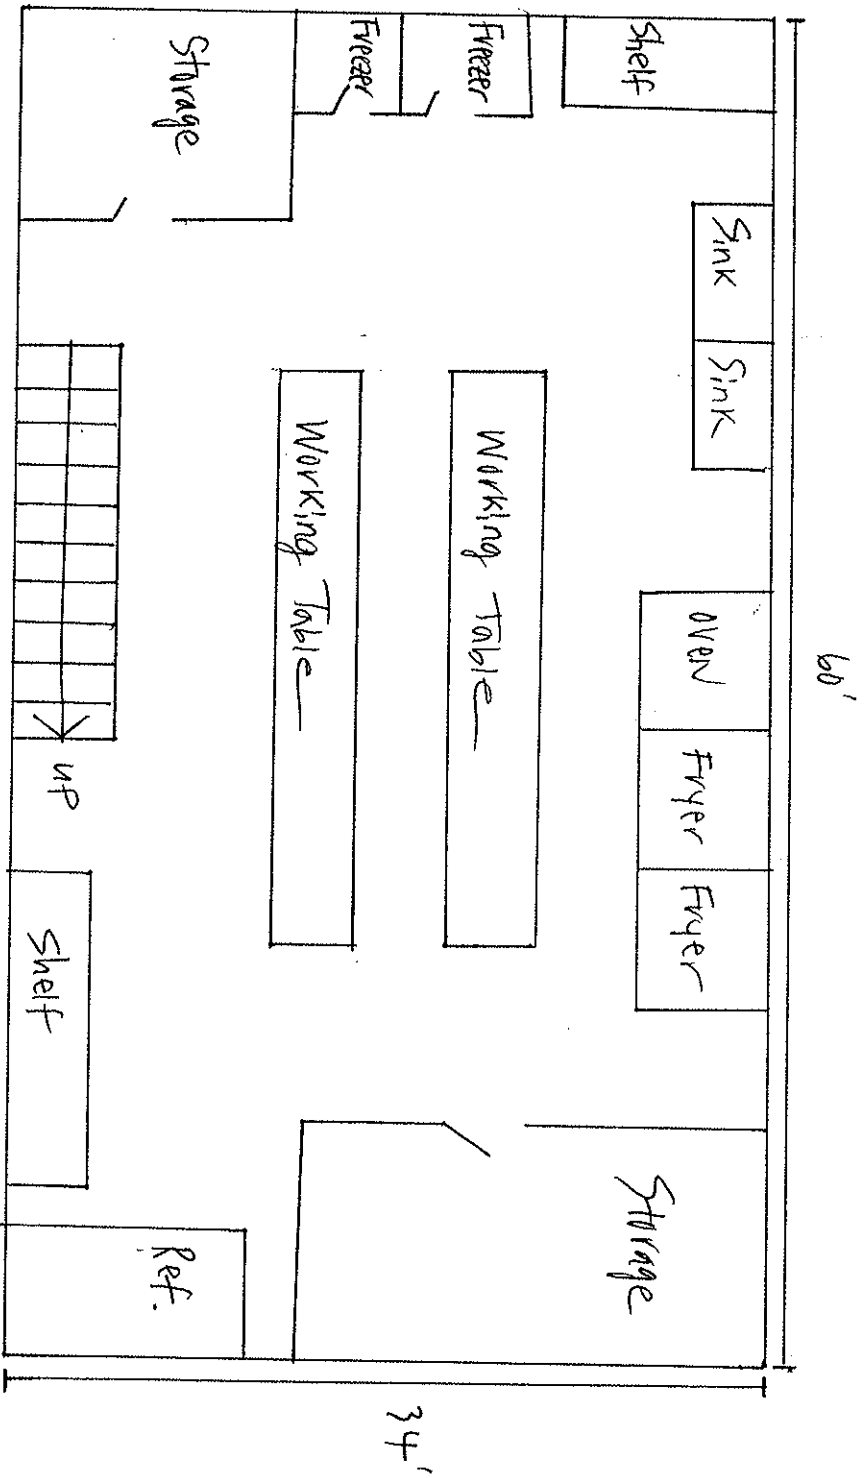 60'
Shelf
Sink
Sink
oven
Fryer
Fryer
Storage
Freezer
Working Table
34'
Freezer
Working Table
Storage
Ref.
up
Shelf